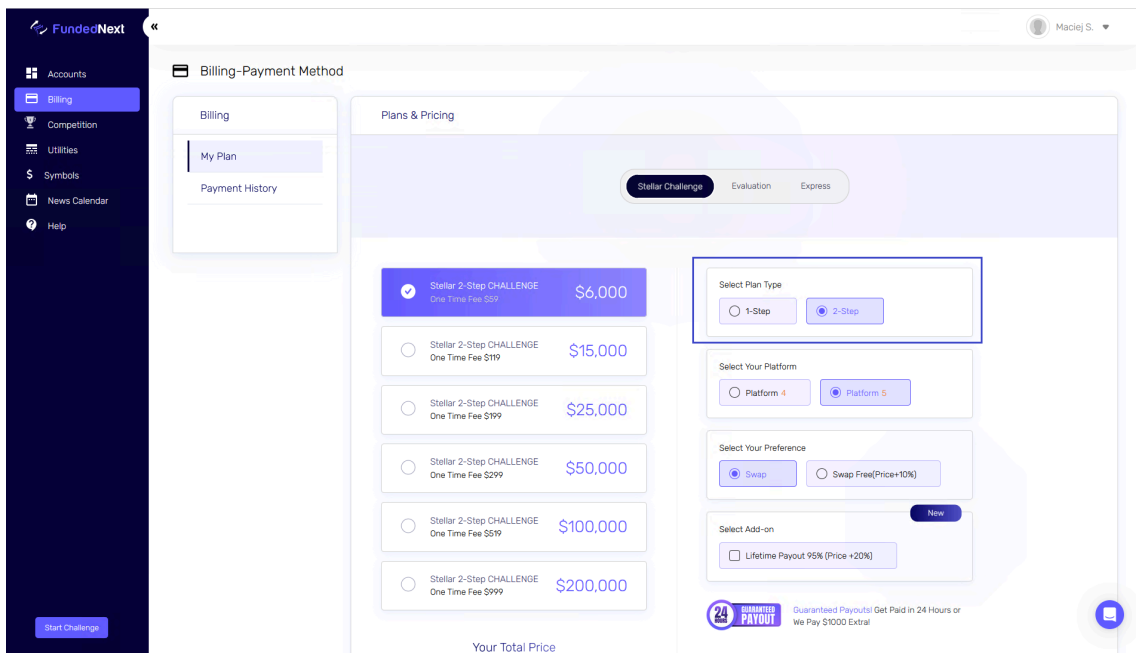 FundedNext
«
Maciej S.
Accounts
Billing
Competition
Utilities
$ Symbols
News Calendar
Help
Start Challenge
Billing-Payment Method
Billing
My Plan
Payment History
Plans & Pricing
Stellar Challenge Evaluation Express
Stellar 2-Step CHALLENGE
One Time Fee $59
$6,000
Stellar 2-Step CHALLENGE
One Time Fee $119
$15,000
Stellar 2-Step CHALLENGE
One Time Fee $199
$25,000
Stellar 2-Step CHALLENGE
One Time Fee $299
$50,000
Stellar 2-Step CHALLENGE
One Time Fee $519
$100,000
Stellar 2-Step CHALLENGE
One Time Fee $999
$200,000
Your Total Price
Select Plan Type
1-Step 2-Step
Select Your Platform
Platform 4 Platform 5
Select Your Preference
Swap Swap Free(Price+10%)
New
Select Add-on
Lifetime Payout 95% (Price +20%)
24 HOURS GUARANTEED PAYOUT
Guaranteed Payouts! Get Paid in 24 Hours or
We Pay $1000 Extra!